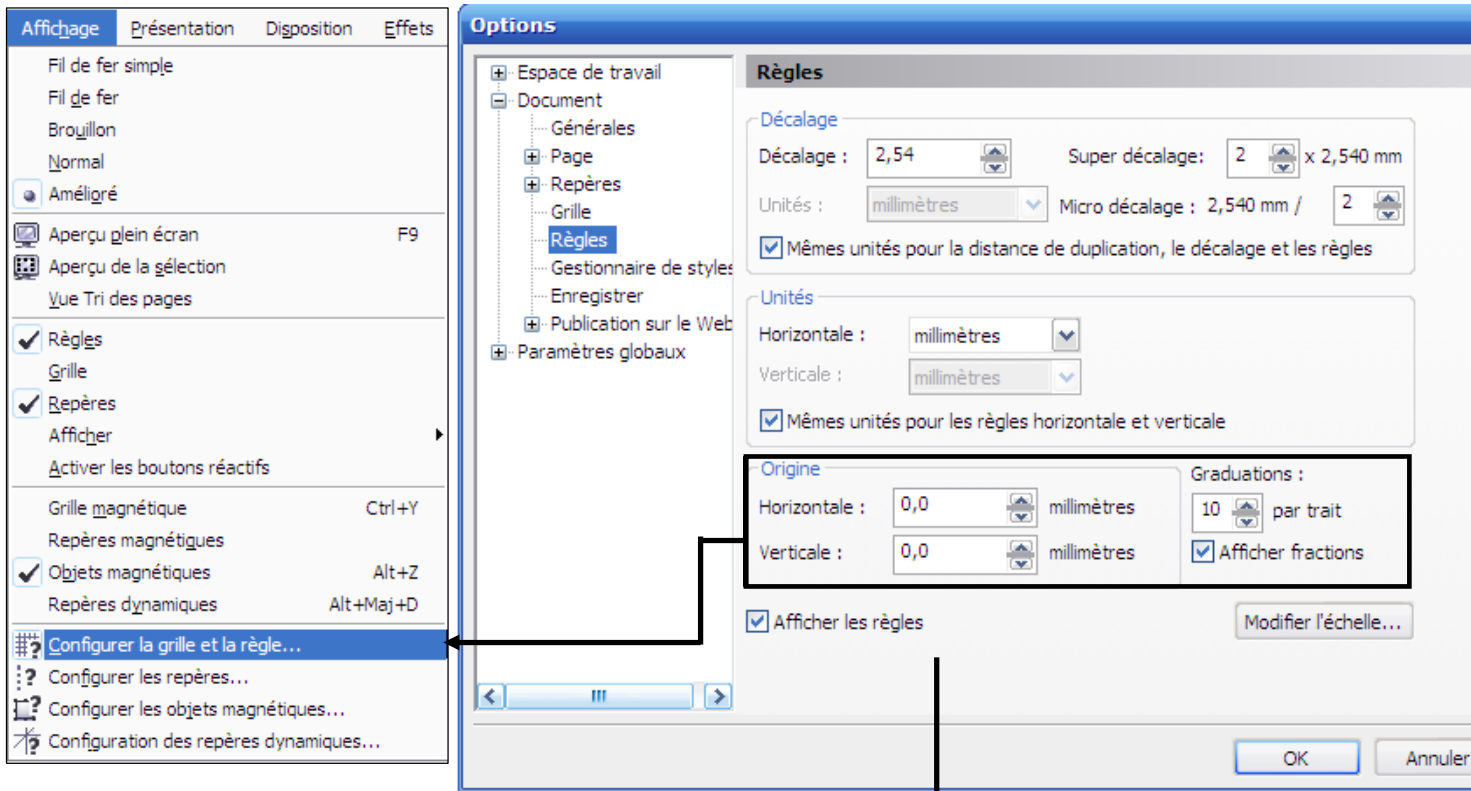 Affichage Présentation Disposition Effets
Fil de fer simple
Fil de fer
Brouillon
Normal
Amélioré
Aperçu plein écran F9
Aperçu de la sélection
Vue Tri des pages
Règles
Grille
Repères
Afficher
Activer les boutons réactifs
Grille magnétique Ctrl+Y
Repères magnétiques
Objets magnétiques Alt+Z
Repères dynamiques Alt+Maj+D
Configurer la grille et la règle...
Configurer les repères...
Configurer les objets magnétiques...
Configuration des repères dynamiques...
Options
Espace de travail
Document
Générales
Page
Repères
Grille
Règles
Gestionnaire de styles
Enregistrer
Publication sur le Web
Paramètres globaux
Règles
Décalage
Décalage : 2,54 Super décalage: 2 x 2,540 mm
Unités : millimètres Micro décalage : 2,540 mm / 2
Mêmes unités pour la distance de duplication, le décalage et les règles
Unités
Horizontale : millimètres
Verticale : millimètres
Mêmes unités pour les règles horizontale et verticale
Origine
Horizontale : 0,0 millimètres
Verticale : 0,0 millimètres
Graduations :
10 par trait
Afficher fractions
Afficher les règles Modifier l'échelle...
OK Annuler